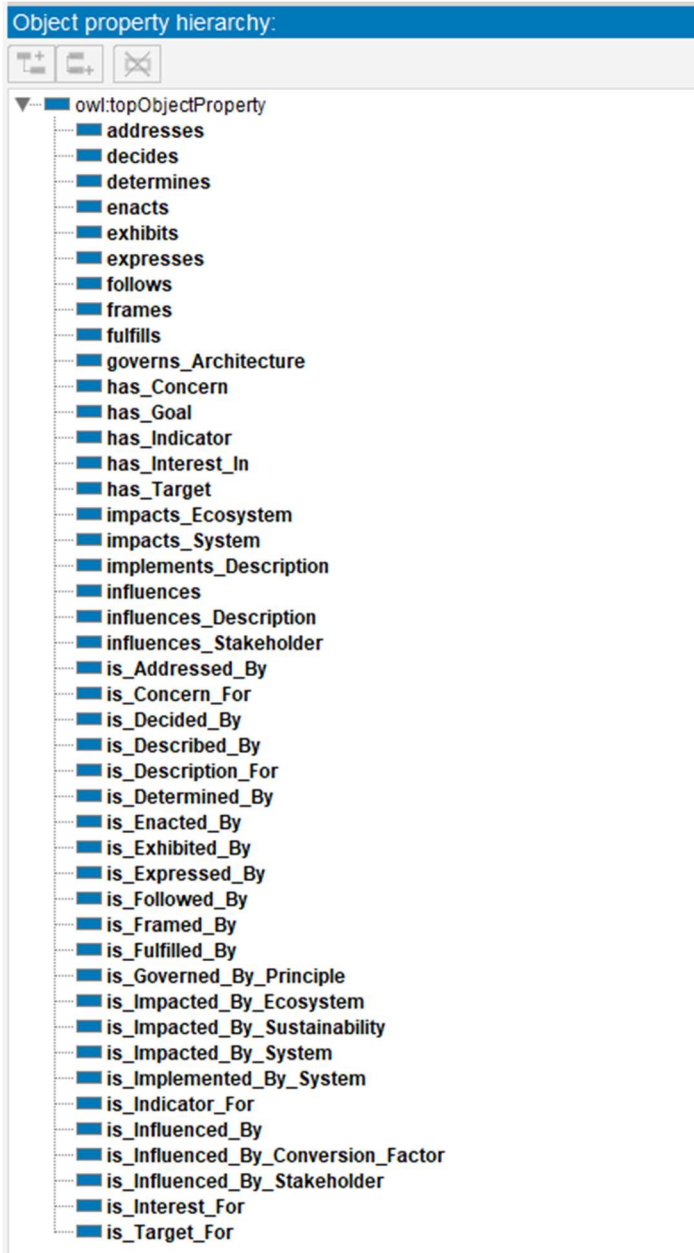 Object property hierarchy:
owl:topObjectProperty
addresses
decides
determines
enacts
exhibits
expresses
follows
frames
fulfills
governs_Architecture
has_Concern
has_Goal
has_Indicator
has_Interest_In
has_Target
impacts_Ecosystem
impacts_System
implements_Description
influences
influences_Description
influences_Stakeholder
is_Addressed_By
is_Concern_For
is_Decided_By
is_Described_By
is_Description_For
is_Determined_By
is_Enacted_By
is_Exhibited_By
is_Expressed_By
is_Followed_By
is_Framed_By
is_Fulfilled_By
is_Governed_By_Principle
is_Impacted_By_Ecosystem
is_Impacted_By_Sustainability
is_Impacted_By_System
is_Implemented_By_System
is_Indicator_For
is_Influenced_By
is_Influenced_By_Conversion_Factor
is_Influenced_By_Stakeholder
is_Interest_For
is_Target_For